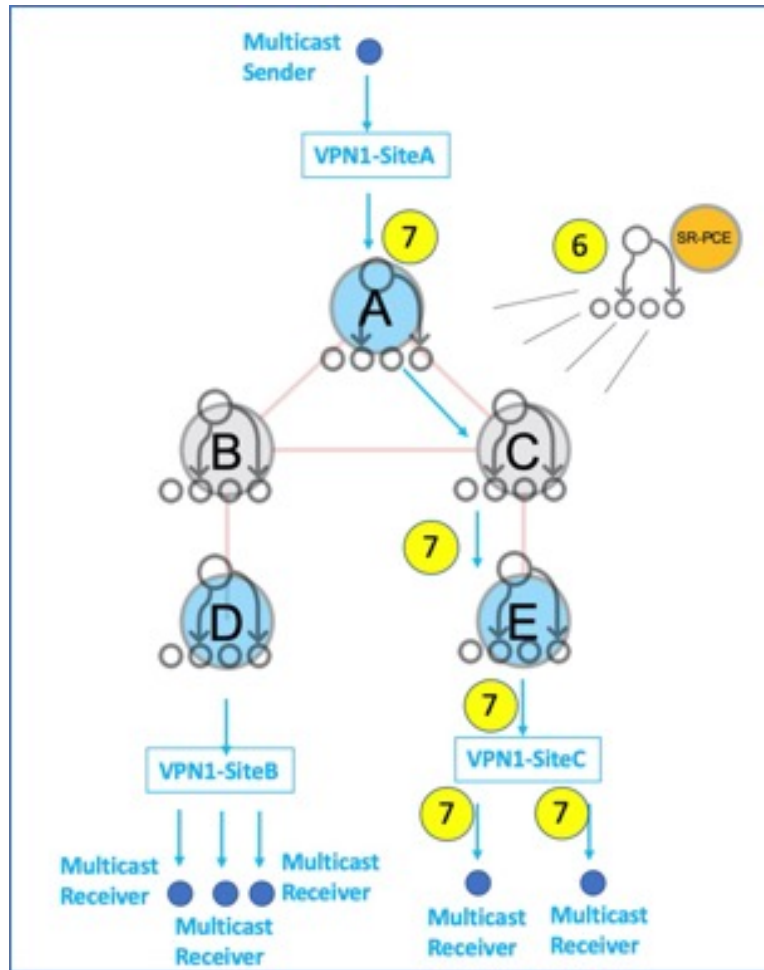 Multicast
Sender
VPN1-SiteA
7
6
SR-PCE
A
B
C
7
D
E
7
VPN1-SiteB
VPN1-SiteC
7
7
Multicast
Receiver
Multicast
Receiver
Multicast
Receiver
Multicast
Receiver
Multicast
Receiver